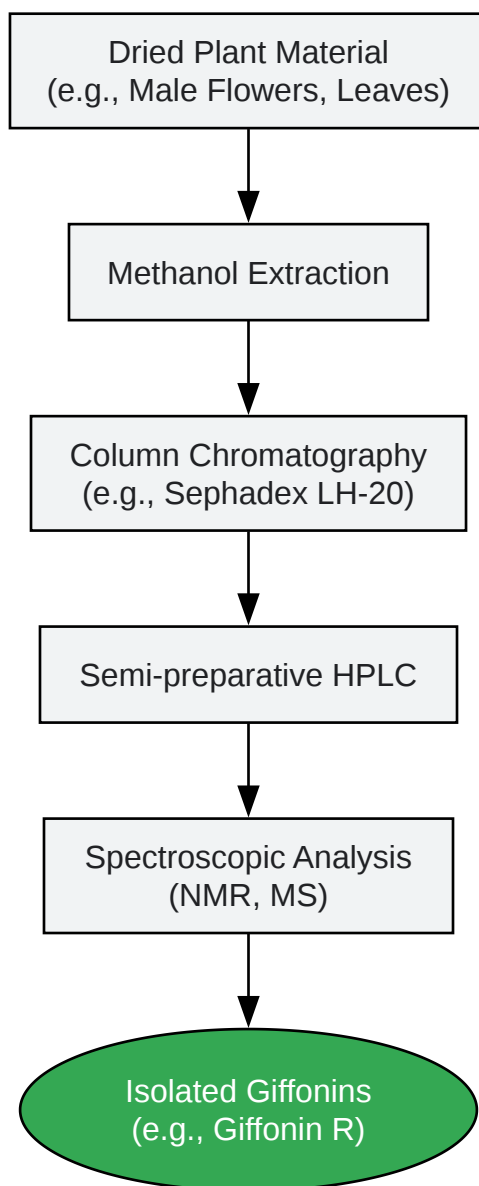 Dried Plant Material
(e.g., Male Flowers, Leaves)
Methanol Extraction
Column Chromatography
(e.g., Sephadex LH-20)
Semi-preparative HPLC
Spectroscopic Analysis
(NMR, MS)
Isolated Giffonins
(e.g., Giffonin R)